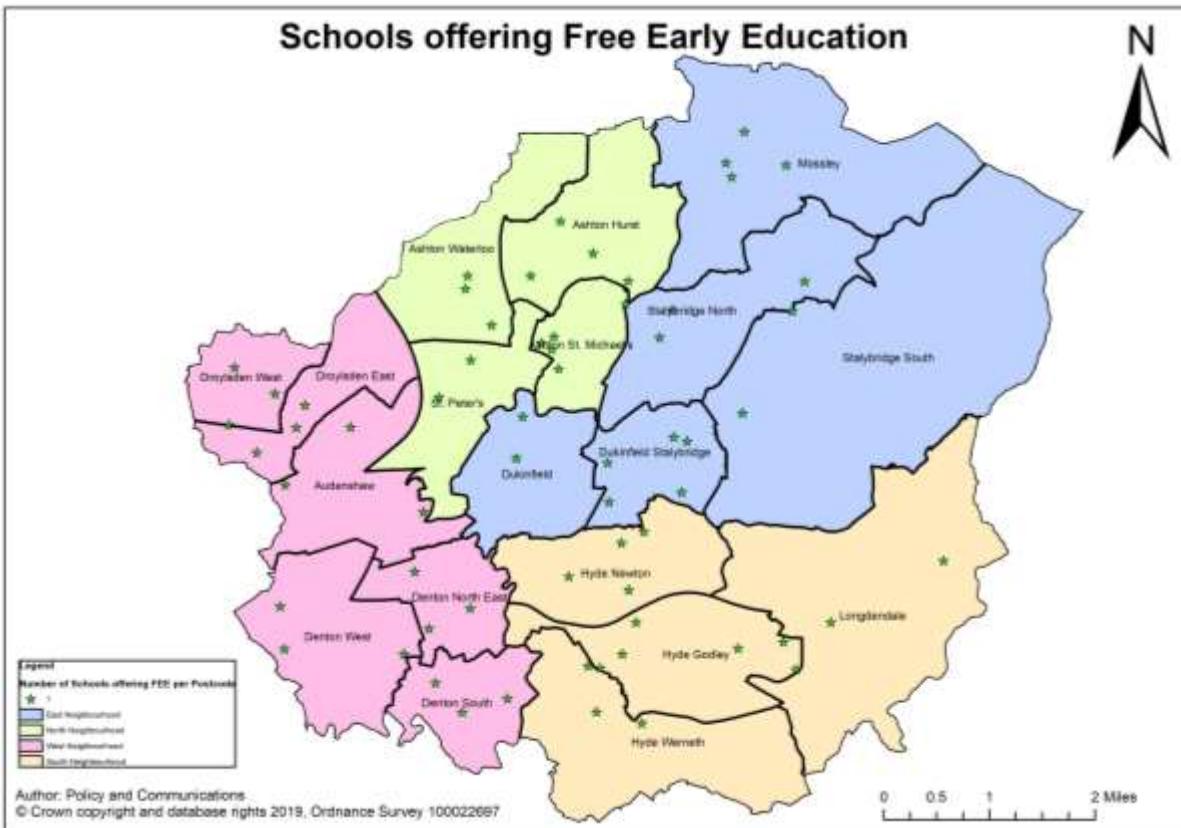 Schools offering Free Early Education
N
Mossley
Ashton Hurst
Ashton Waterloo
Stalybridge North
St. Michael's
Stalybridge South
Droylsden West
Droylsden East
St. Peter's
Dukinfield Stalybridge
Dukinfield
Audenshaw
Hyde Newton
Denton North East
Longdendale
Denton West
Hyde Godley
Denton South
Hyde Werneth
Legend
Number of Schools offering FEE per Postcode
1
East Neighbourhood
North Neighbourhood
West Neighbourhood
South Neighbourhood
Author: Policy and Communications
© Crown copyright and database rights 2019, Ordnance Survey 100022697
0 0.5 1 2 Miles